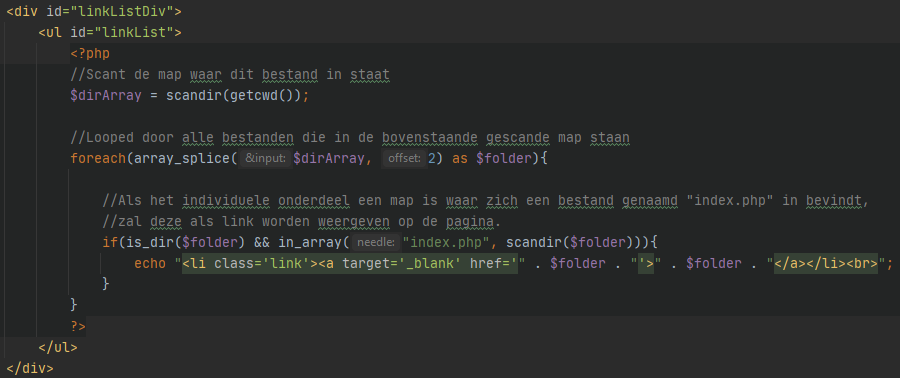 <div id="linkListDiv">
<ul id="linkList">
<?php
//Scant de map waar dit bestand in staat
$dirArray = scandir(getcwd());
//Looped door alle bestanden die in de bovenstaande gescande map staan
foreach(array_splice( &input: $dirArray, offset: 2) as $folder){
//Als het individuele onderdeel een map is waar zich een bestand genaamd "index.php" in bevindt,
//zal deze als link worden weergeven op de pagina.
if(is_dir($folder) && in_array( needle: "index.php", scandir($folder))){
echo "<li class='link'><a target='_blank' href='" . $folder . "'>" . $folder . "</a></li><br>";
}
}
?>
</ul>
</div>